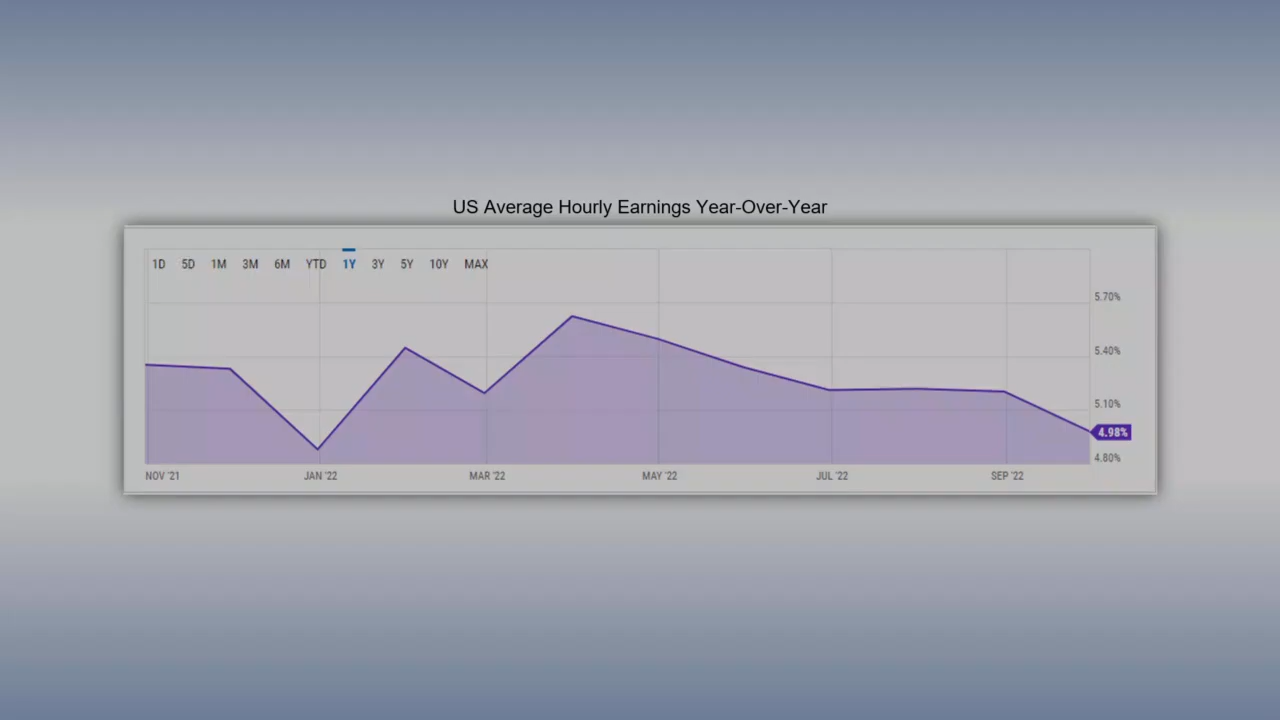 US Average Hourly Earnings Year-Over-Year
1D 5D 1M 3M 6M YTD 1Y 3Y 5Y 10Y MAX
5.70%
5.40%
5.10%
4.98%
4.80%
NOV '21 JAN '22 MAR '22 MAY '22 JUL '22 SEP '22